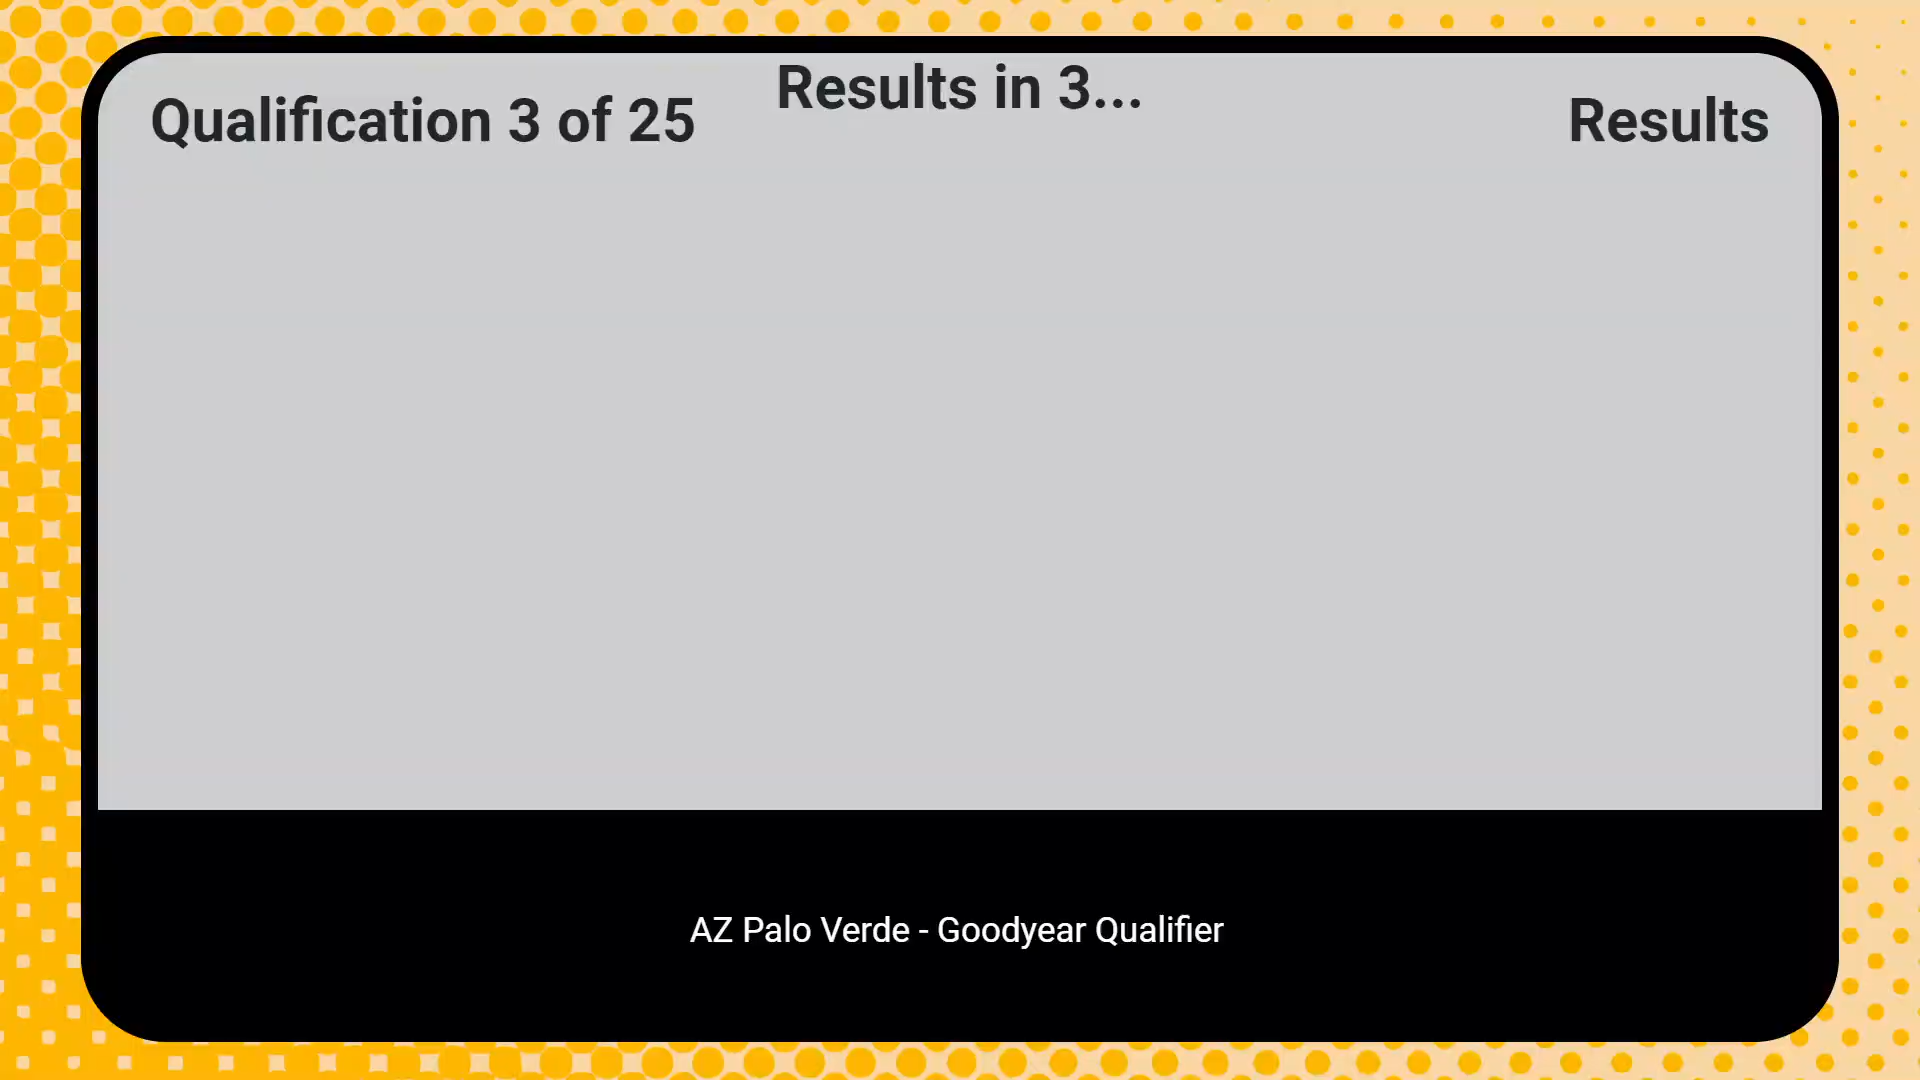 Qualification 3 of 25
Results in 3...
Results
AZ Palo Verde - Goodyear Qualifier